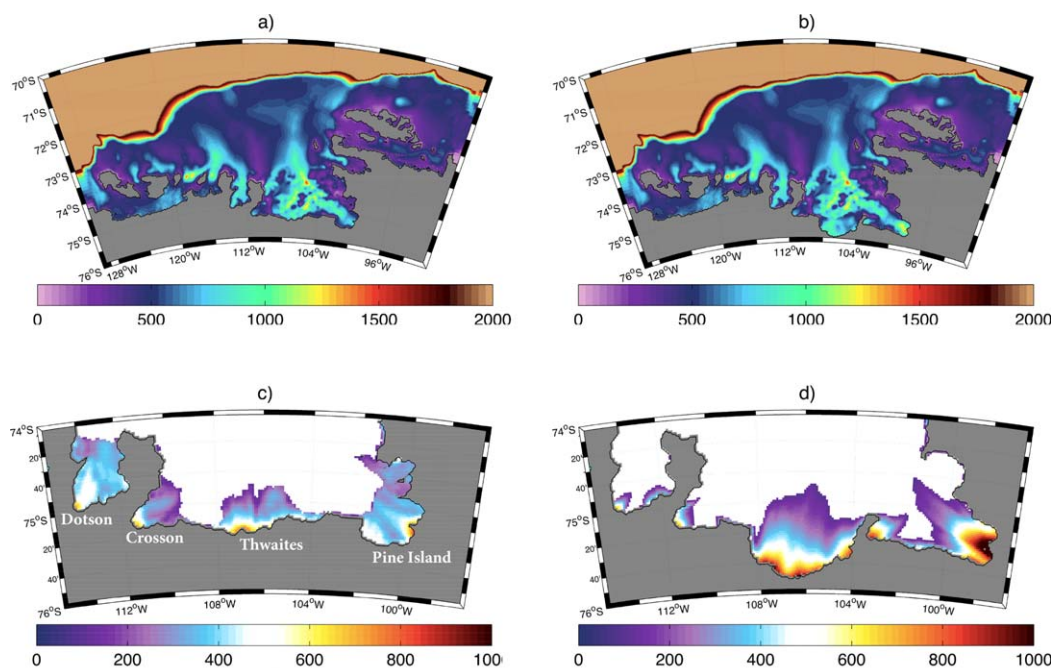 a)
b)
70°S
71°S
72°S
73°S
74°S
75°S
76°S
128°W
120°W
112°W
104°W
96°W
70°S
71°S
72°S
73°S
74°S
75°S
76°S
128°W
120°W
112°W
104°W
96°W
0 500 1000 1500 2000
0 500 1000 1500 2000
c)
d)
74°S
20'
40'
75°S
20'
40'
76°S
Dotson
Crosson
Thwaites
Pine Island
112°W
108°W
104°W
100°W
74°S
20'
40'
75°S
20'
40'
76°S
112°W
108°W
104°W
100°W
0 200 400 600 800 1000
0 200 400 600 800 1000